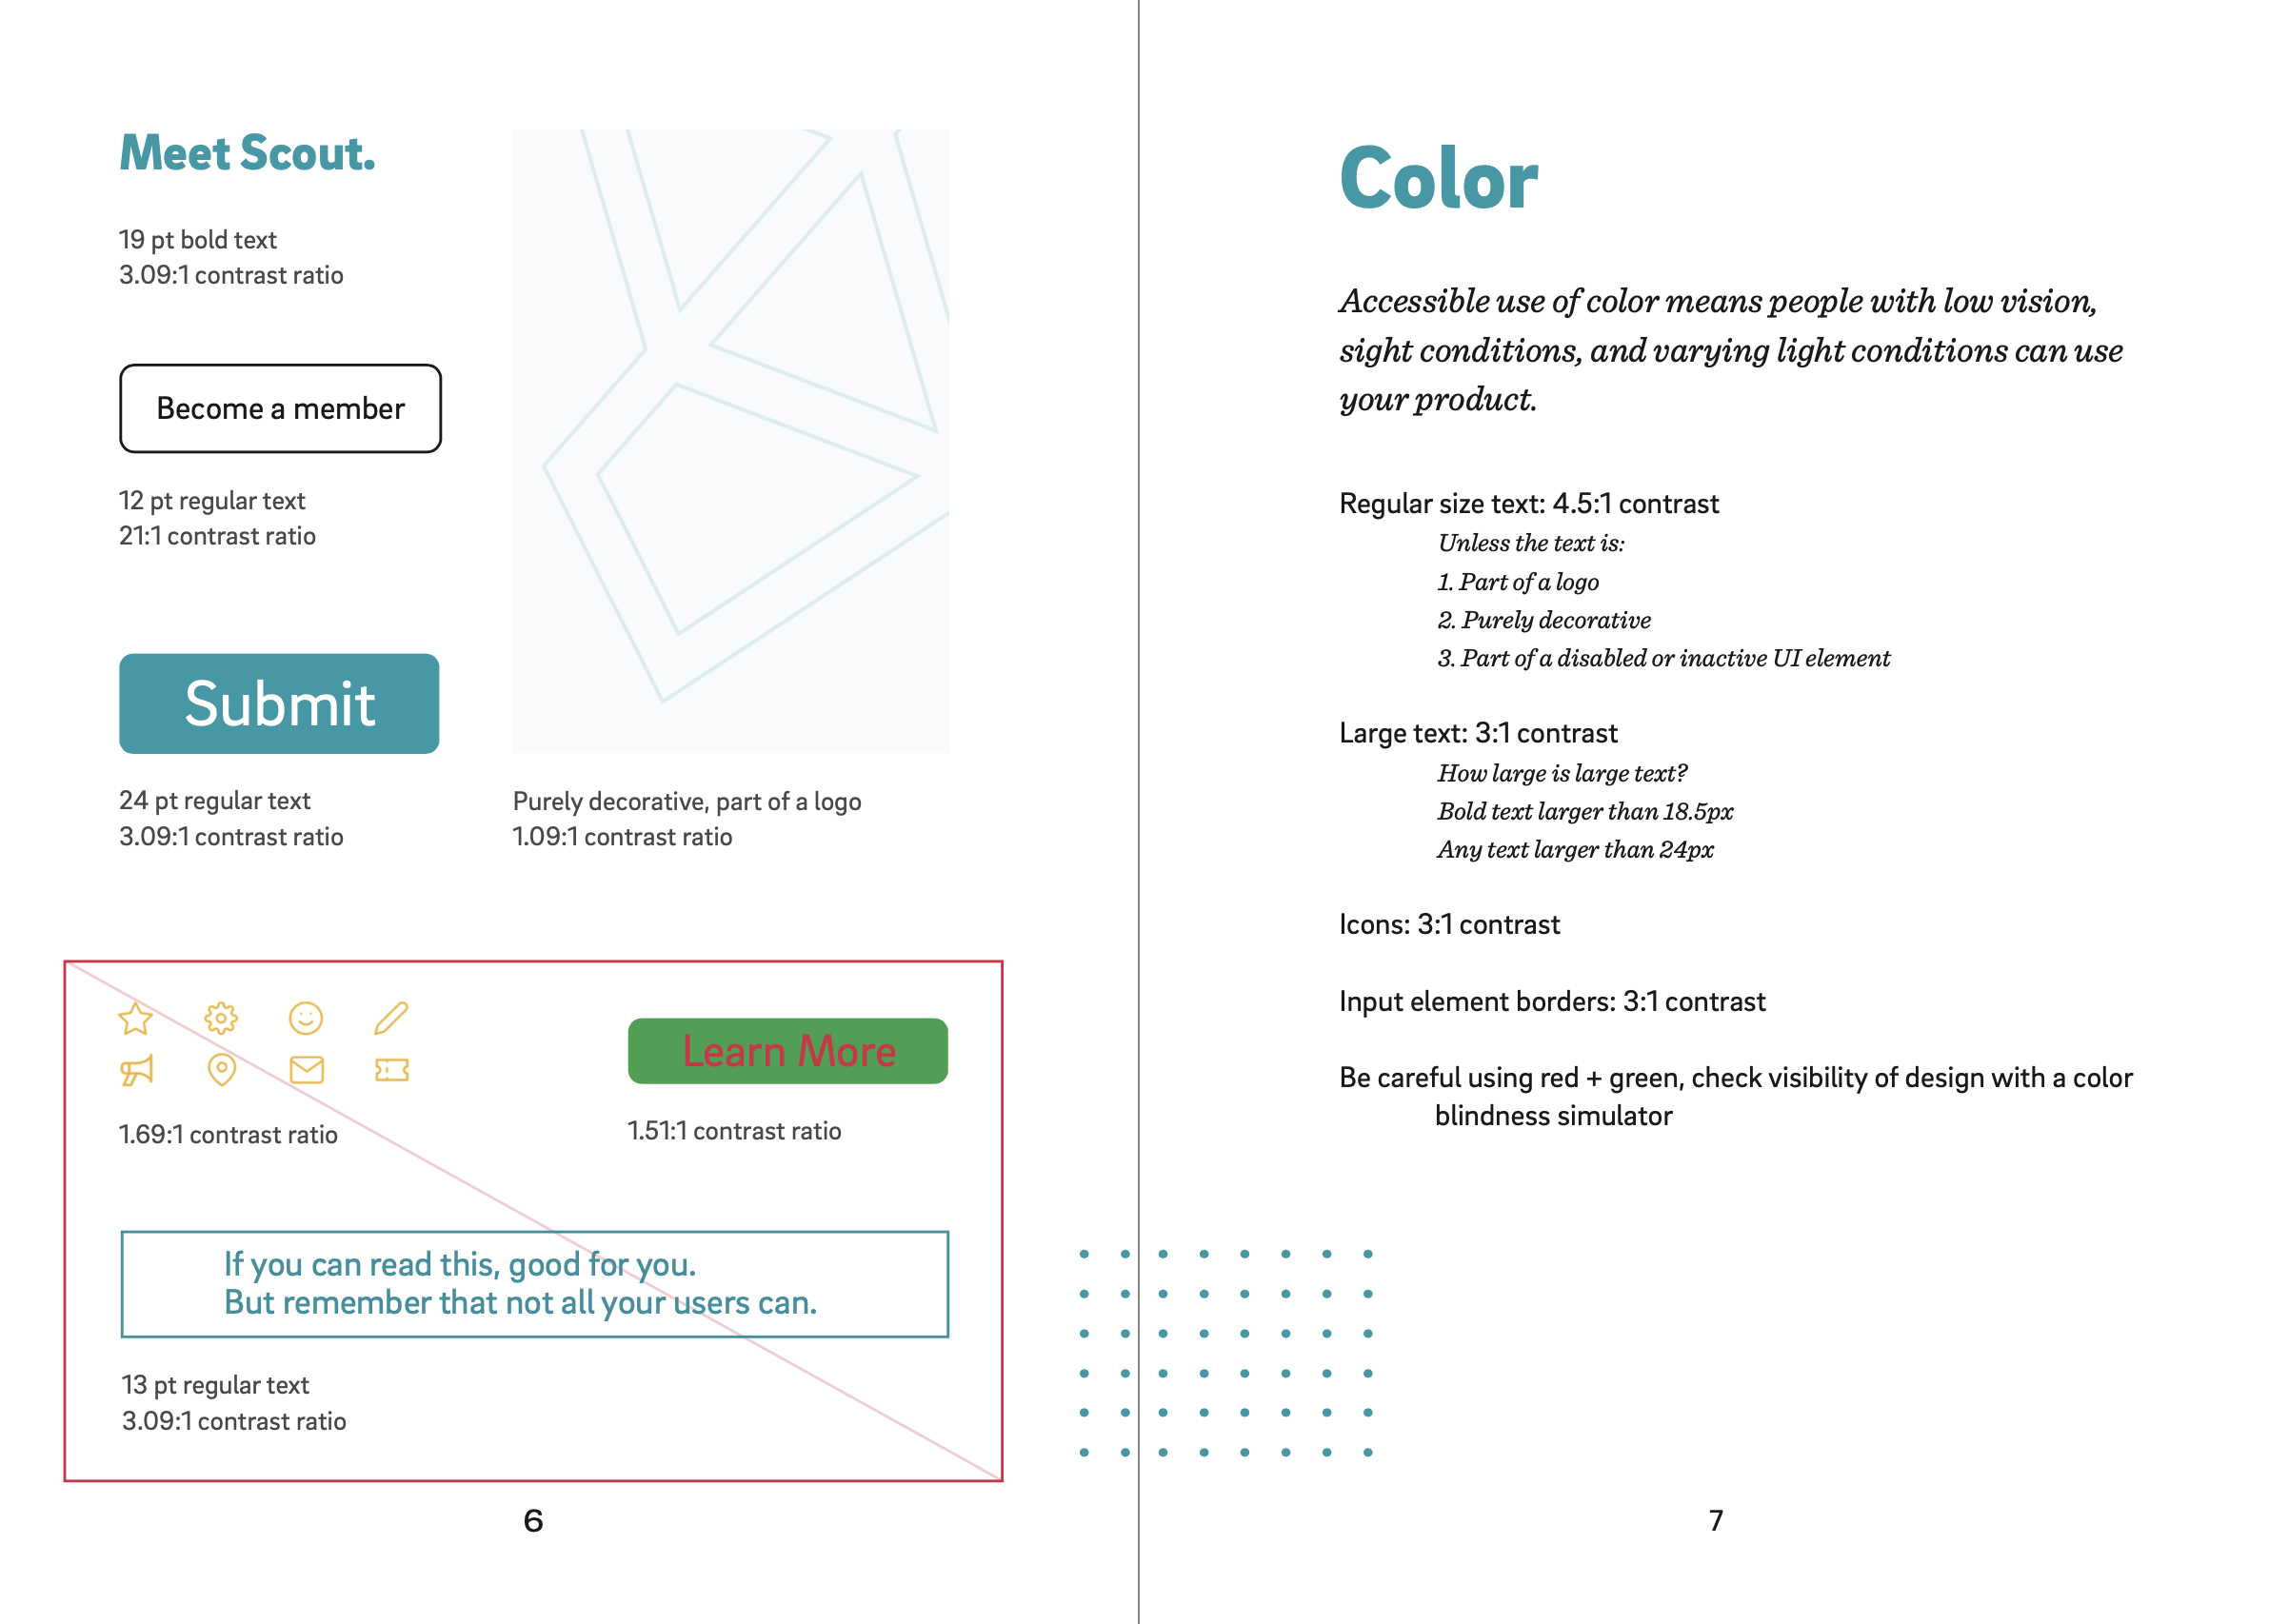 Meet Scout.
19 pt bold text
3.09:1 contrast ratio
Become a member
12 pt regular text
21:1 contrast ratio
Submit
24 pt regular text
3.09:1 contrast ratio
Purely decorative, part of a logo
1.09:1 contrast ratio
1.69:1 contrast ratio
Learn More
1.51:1 contrast ratio
If you can read this, good for you.
But remember that not all your users can.
13 pt regular text
3.09:1 contrast ratio
6
Color
Accessible use of color means people with low vision,
sight conditions, and varying light conditions can use
your product.
Regular size text: 4.5:1 contrast
Unless the text is:
1. Part of a logo
2. Purely decorative
3. Part of a disabled or inactive UI element
Large text: 3:1 contrast
How large is large text?
Bold text larger than 18.5px
Any text larger than 24px
Icons: 3:1 contrast
Input element borders: 3:1 contrast
Be careful using red + green, check visibility of design with a color
blindness simulator
7